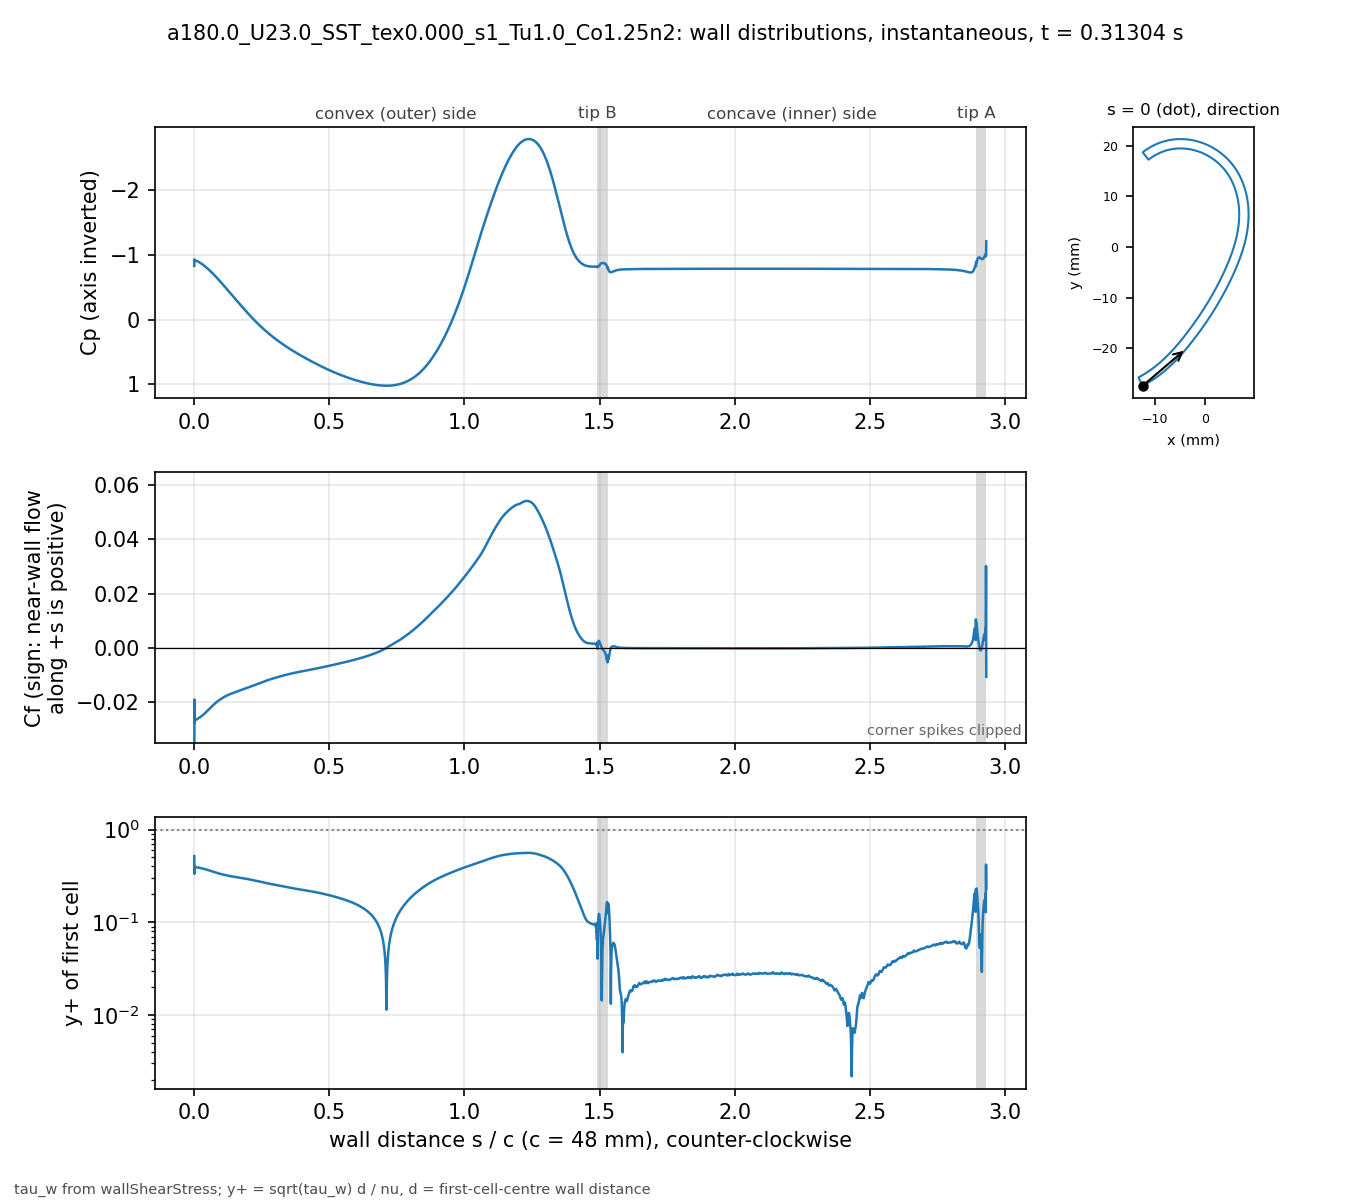 a180.0_U23.0_SST_tex0.000_s1_Tu1.0_Co1.25n2: wall distributions, instantaneous, t = 0.31304 s
convex (outer) side
tip B
concave (inner) side
tip A
s = 0 (dot), direction
Cp (axis inverted)
−2
−1
0
1
0.0
0.5
1.0
1.5
2.0
2.5
3.0
y (mm)
20
10
0
−10
−20
−10
0
x (mm)
Cf (sign: near-wall flow
along +s is positive)
0.06
0.04
0.02
0.00
−0.02
corner spikes clipped
0.0
0.5
1.0
1.5
2.0
2.5
3.0
y+ of first cell
10⁰
10⁻¹
10⁻²
0.0
0.5
1.0
1.5
2.0
2.5
3.0
wall distance s / c (c = 48 mm), counter-clockwise
tau_w from wallShearStress; y+ = sqrt(tau_w) d / nu, d = first-cell-centre wall distance